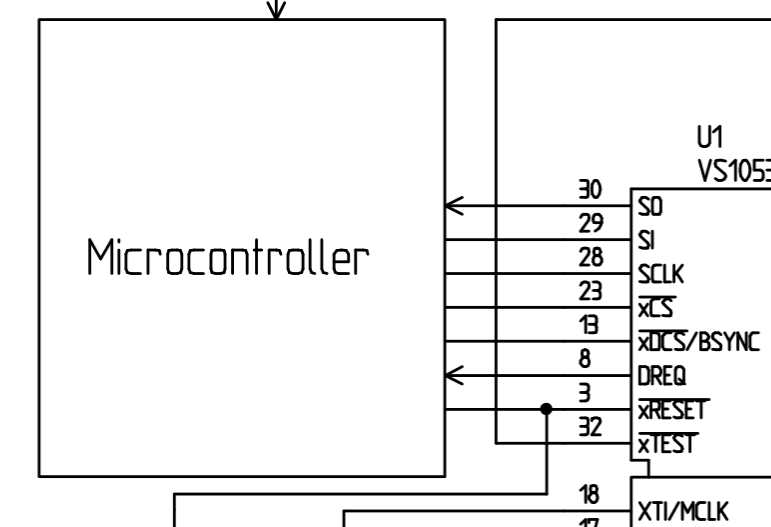 U1
VS1053
30
SO
29
SI
28
SCLK
Microcontroller
23
xCS
13
xDCS/BSYNC
8
DREQ
3
xRESET
32
xTEST
18
XTI/MCLK
17